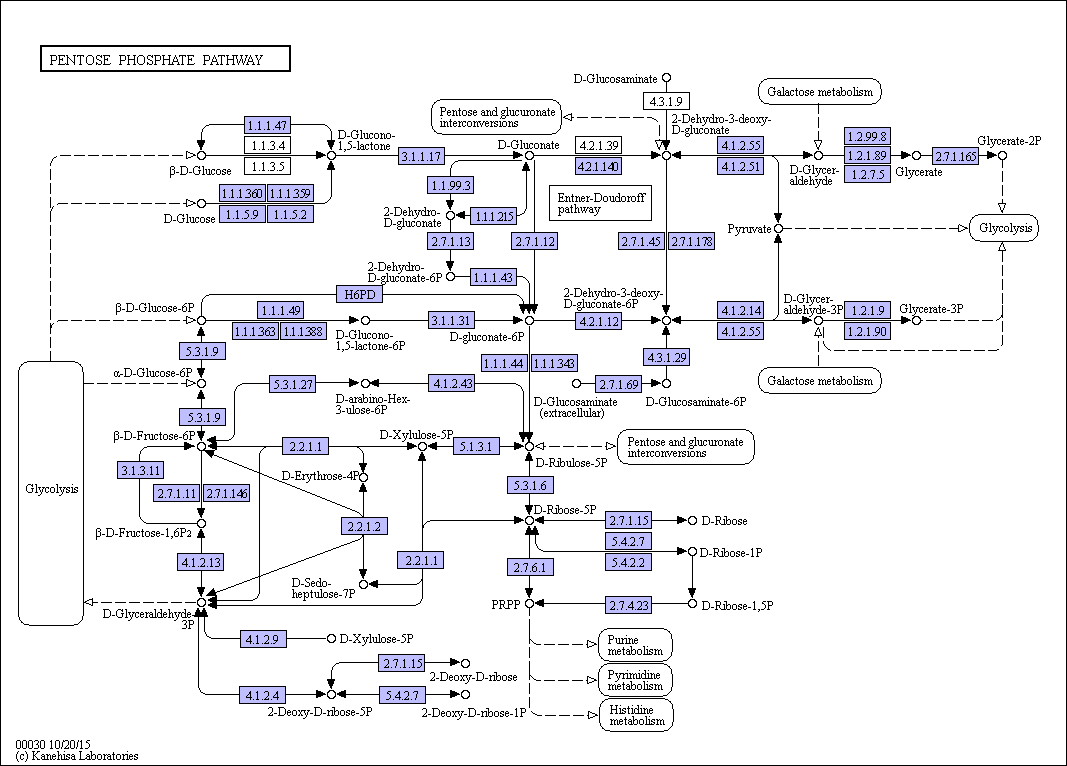 PENTOSE PHOSPHATE PATHWAY
D-Glucosaminate
4.3.1.9
Galactose metabolism
Pentose and glucuronate
interconversions
2-Dehydro-3-deoxy-
D-gluconate
1.1.1.47
1.1.3.4
1.1.3.5
D-Glucono-
1,5-lactone
β-D-Glucose
3.1.1.17
D-Gluconate
4.2.1.39
4.2.1.140
4.1.2.55
4.1.2.51
D-Glycer-
aldehyde
1.2.99.8
1.2.1.89
1.2.7.5
Glycerate
2.7.1.165
Glycerate-2P
1.1.1.360
1.1.1.359
1.1.5.9
1.1.5.2
D-Glucose
1.1.99.3
2-Dehydro-
D-gluconate
1.1.1.215
Entner-Doudoroff
pathway
Pyruvate
Glycolysis
2.7.1.13
2.7.1.12
2.7.1.45
2.7.1.178
2-Dehydro-
D-gluconate-6P
1.1.1.43
H6PD
β-D-Glucose-6P
1.1.1.49
1.1.1.363
1.1.1.388
D-Glucono-
1,5-lactone-6P
3.1.1.31
D-gluconate-6P
2-Dehydro-3-deoxy-
D-gluconate-6P
4.2.1.12
4.1.2.14
4.1.2.55
D-Glycer-
aldehyde-3P
1.2.1.9
1.2.1.90
Glycerate-3P
5.3.1.9
1.1.1.44
1.1.1.343
4.3.1.29
α-D-Glucose-6P
5.3.1.27
D-arabino-Hex-
3-ulose-6P
4.1.2.43
2.7.1.69
D-Glucosaminate
(extracellular)
D-Glucosaminate-6P
Galactose metabolism
5.3.1.9
β-D-Fructose-6P
2.2.1.1
D-Xylulose-5P
5.1.3.1
D-Ribulose-5P
Pentose and glucuronate
interconversions
Glycolysis
3.1.3.11
2.7.1.11
2.7.1.146
D-Erythrose-4P
5.3.1.6
β-D-Fructose-1,6P2
2.2.1.2
D-Ribose-5P
2.7.1.15
D-Ribose
5.4.2.7
5.4.2.2
D-Ribose-1P
4.1.2.13
2.2.1.1
2.7.6.1
D-Sedo-
heptulose-7P
D-Glyceraldehyde-
3P
PRPP
2.7.4.23
D-Ribose-1,5P
4.1.2.9
D-Xylulose-5P
Purine
metabolism
2.7.1.15
2-Deoxy-D-ribose
Pyrimidine
metabolism
4.1.2.4
2-Deoxy-D-ribose-5P
5.4.2.7
2-Deoxy-D-ribose-1P
Histidine
metabolism
00030 10/20/15
(c) Kanehisa Laboratories